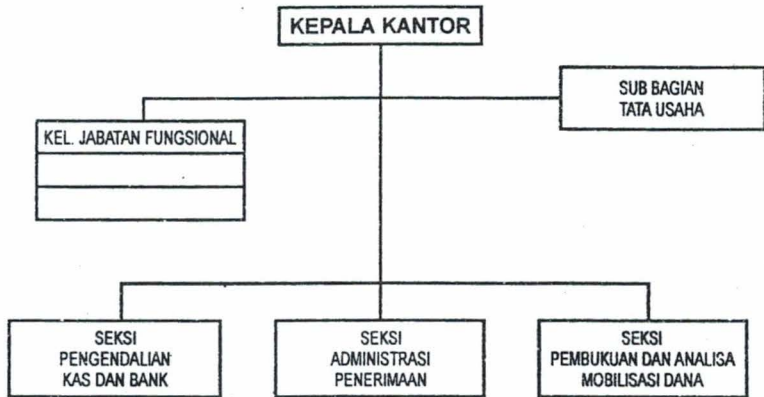 KEPALA KANTOR
SUB BAGIAN
TATA USAHA
KEL. JABATAN FUNGSIONAL
SEKSI
PENGENDALIAN
KAS DAN BANK
SEKSI
ADMINISTRASI
PENERIMAAN
SEKSI
PEMBUKUAN DAN ANALISA
MOBILISASI DANA